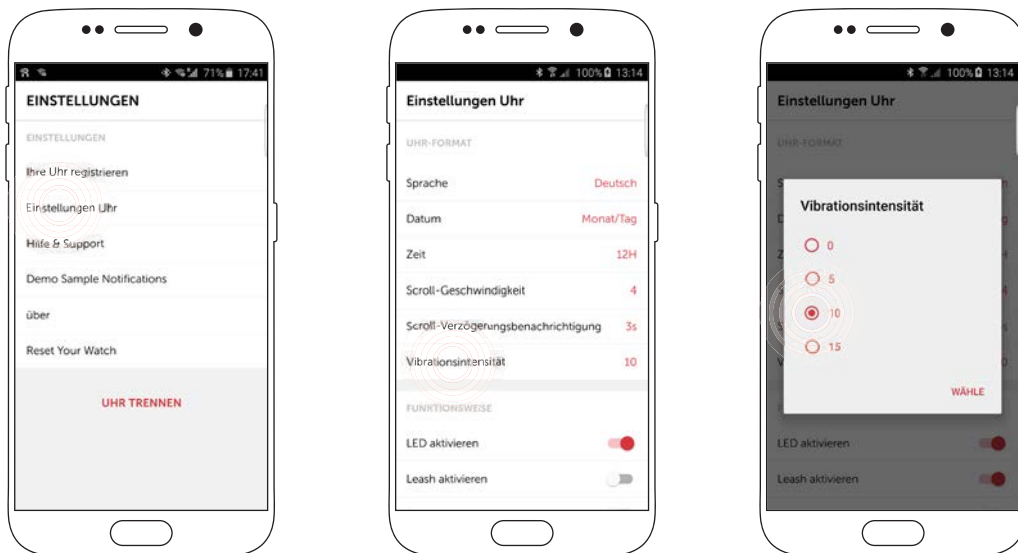 71% 17:41
EINSTELLUNGEN
EINSTELLUNGEN
Ihre Uhr registrieren
Einstellungen Uhr
Hilfe & Support
Demo Sample Notifications
über
Reset Your Watch
UHR TRENNEN
100% 13:14
Einstellungen Uhr
UHR-FORMAT
Sprache Deutsch
Datum Monat/Tag
Zeit 12H
Scroll-Geschwindigkeit 4
Scroll-Verzögerungsbenachrichtigung 3s
Vibrationsintensität 10
FUNKTIONSWEISE
LED aktivieren
Leash aktivieren
100% 13:14
Einstellungen Uhr
UHR-FORMAT
Vibrationsintensität
0
5
10
15
WÄHLE
LED aktivieren
Leash aktivieren